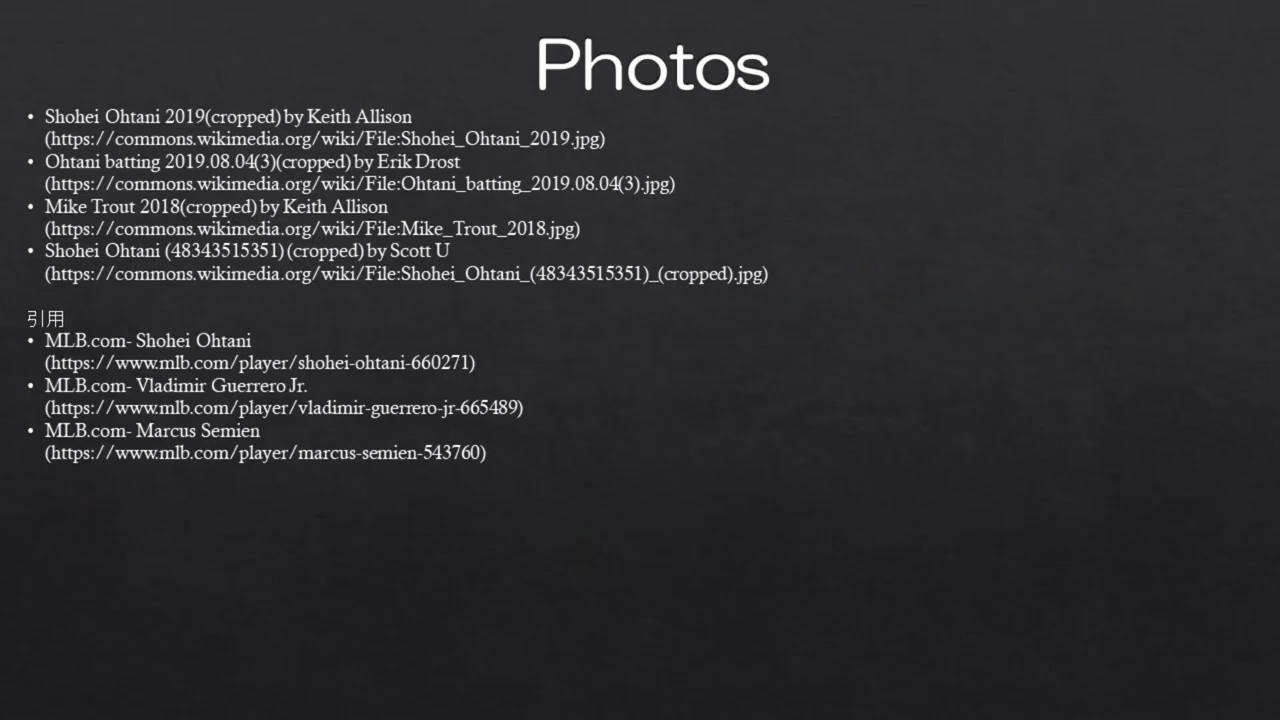 Photos
• Shohei Ohtani 2019(cropped) by Keith Allison
(https://commons.wikimedia.org/wiki/File:Shohei_Ohtani_2019.jpg)
• Ohtani batting 2019.08.04(3)(cropped) by Erik Drost
(https://commons.wikimedia.org/wiki/File:Ohtani_batting_2019.08.04(3).jpg)
• Mike Trout 2018(cropped) by Keith Allison
(https://commons.wikimedia.org/wiki/File:Mike_Trout_2018.jpg)
• Shohei Ohtani (48343515351) (cropped) by Scott U
(https://commons.wikimedia.org/wiki/File:Shohei_Ohtani_(48343515351)_(cropped).jpg)
引用
• MLB.com- Shohei Ohtani
(https://www.mlb.com/player/shohei-ohtani-660271)
• MLB.com- Vladimir Guerrero Jr.
(https://www.mlb.com/player/vladimir-guerrero-jr-665489)
• MLB.com- Marcus Semien
(https://www.mlb.com/player/marcus-semien-543760)